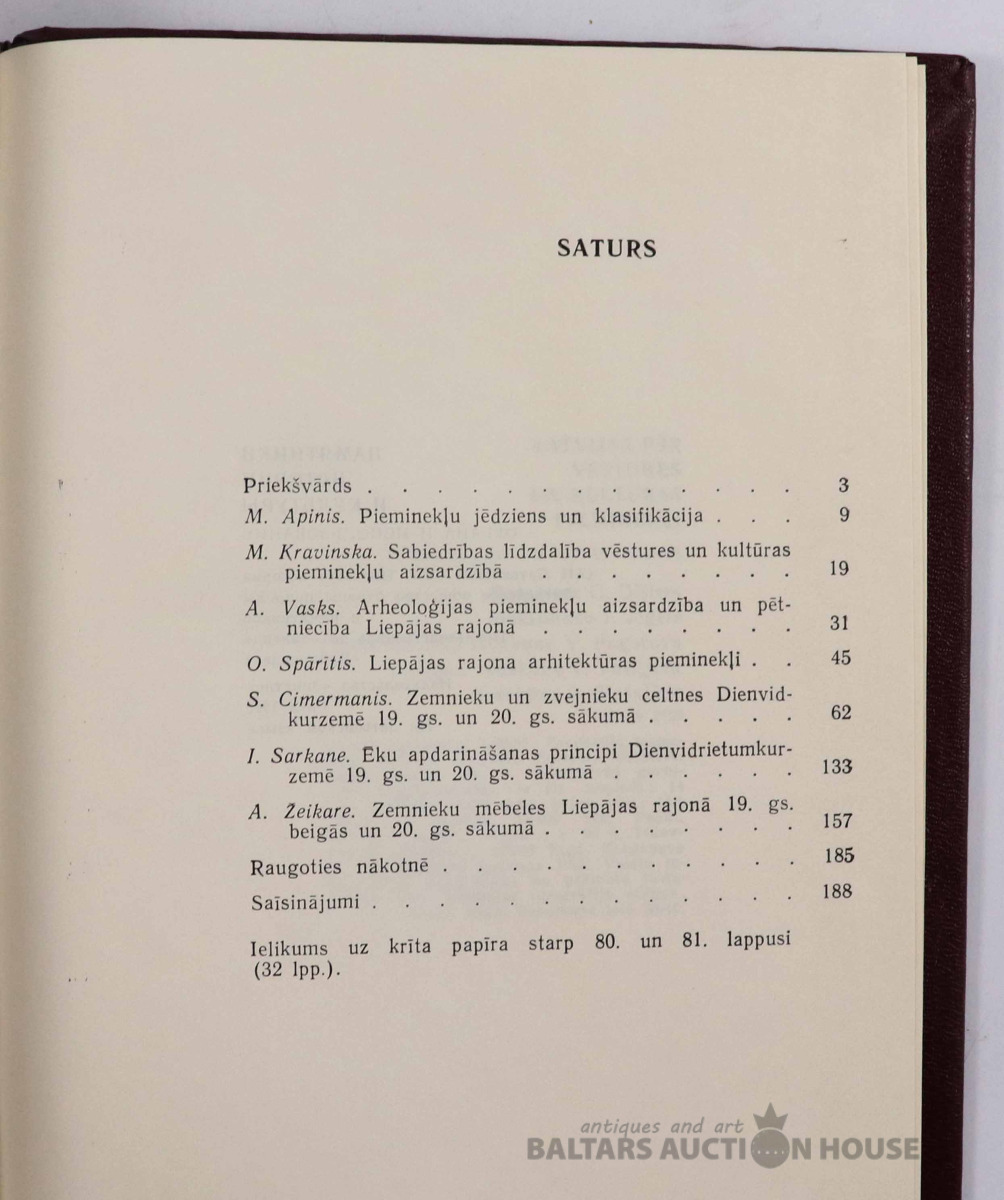 SATURS
Priekšvārds . . . . . . . . . . . . . 3
M. Apinis. Pieminekļu jēdziens un klasifikācija . . . 9
M. Kravinska. Sabiedrības līdzdalība vēstures un kultūras
pieminekļu aizsardzībā . . . . . . . . 19
A. Vasks. Arheoloģijas pieminekļu aizsardzība un pēt-
niecība Liepājas rajonā . . . . . . . . 31
O. Spārītis. Liepājas rajona arhitektūras pieminekļi . . 45
S. Cimermanis. Zemnieku un zvejnieku celtnes Dienvid-
kurzemē 19. gs. un 20. gs. sākumā . . . . . 62
I. Sarkane. Ēku apdarināšanas principi Dienvidrietumkur-
zemē 19. gs. un 20. gs. sākumā . . . . . . 133
A. Zeikare. Zemnieku mēbeles Liepājas rajonā 19. gs.
beigās un 20. gs. sākumā . . . . . . . . 157
Raugoties nākotnē . . . . . . . . . . . 185
Saīsinājumi . . . . . . . . . . . . . 188
Ielikums uz krīta papīra starp 80. un 81. lappusi
(32 lpp.).
antiques and art
BALTARS AUCTION HOUSE